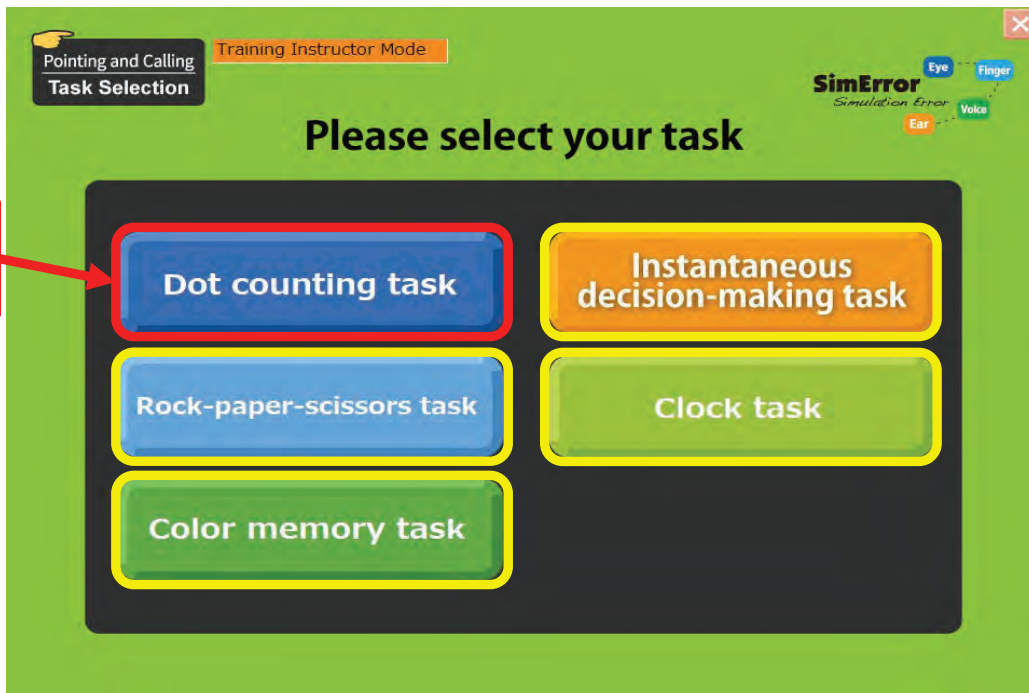 Pointing and Calling
Task Selection
Training Instructor Mode
SimError
Simulation Error
Eye
Finger
Voice
Ear
Please select your task
Dot counting task
Instantaneous
decision-making task
Rock-paper-scissors task
Clock task
Color memory task